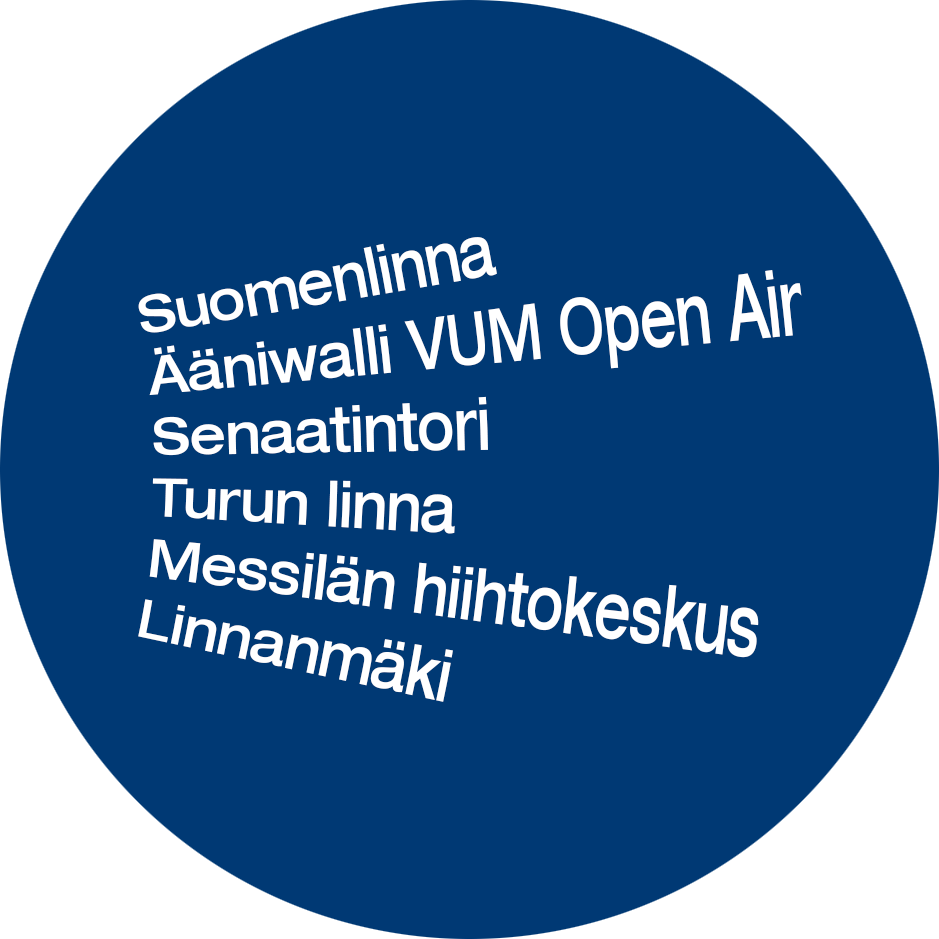 Suomenlinna
Ääniwalli VUM Open Air
Senaatintori
Turun linna
Messilän hiihtokeskus
Linnanmäki